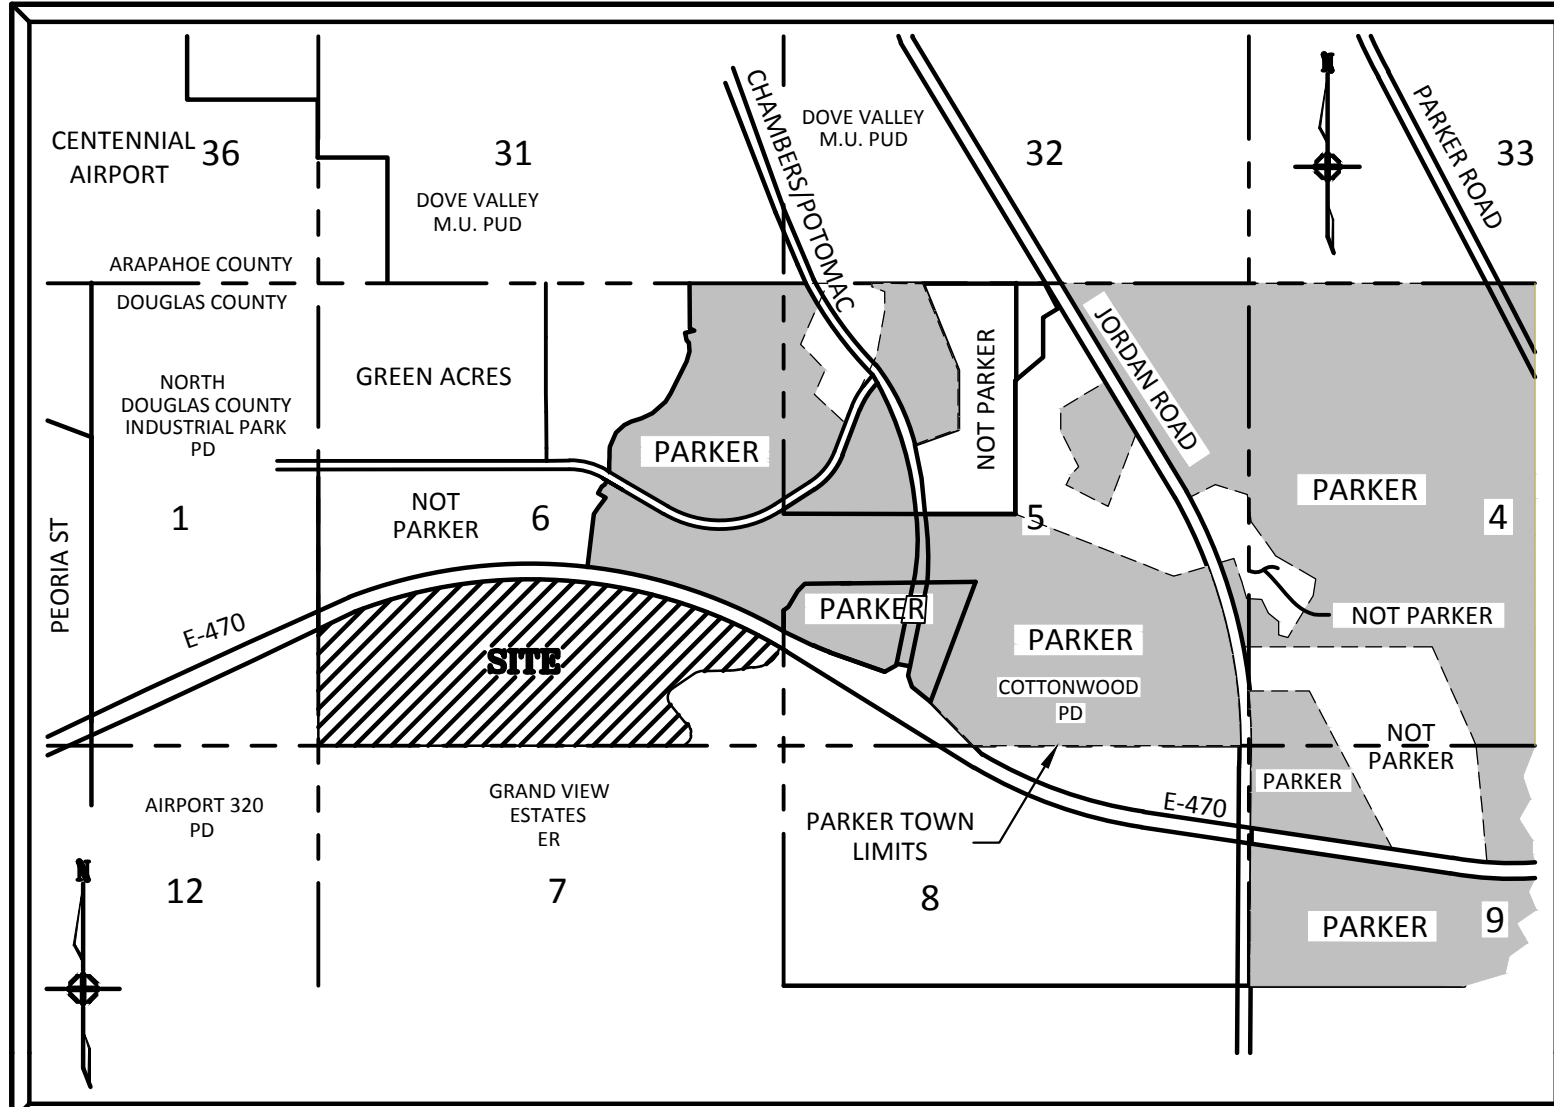 N
CENTENNIAL
AIRPORT
36
31
DOVE VALLEY
M.U. PUD
CHAMBERS/POTOMAC
DOVE VALLEY
M.U. PUD
32
PARKER ROAD
33
ARAPAHOE COUNTY
DOUGLAS COUNTY
NORTH
DOUGLAS COUNTY
INDUSTRIAL PARK
PD
GREEN ACRES
PARKER
NOT PARKER
JORDAN ROAD
PARKER
1
NOT
PARKER
6
5
4
PEORIA ST
E-470
SITE
PARKER
PARKER
COTTONWOOD
PD
NOT PARKER
NOT
PARKER
PARKER
AIRPORT 320
PD
GRAND VIEW
ESTATES
ER
PARKER TOWN
LIMITS
E-470
12
7
8
PARKER
9
N